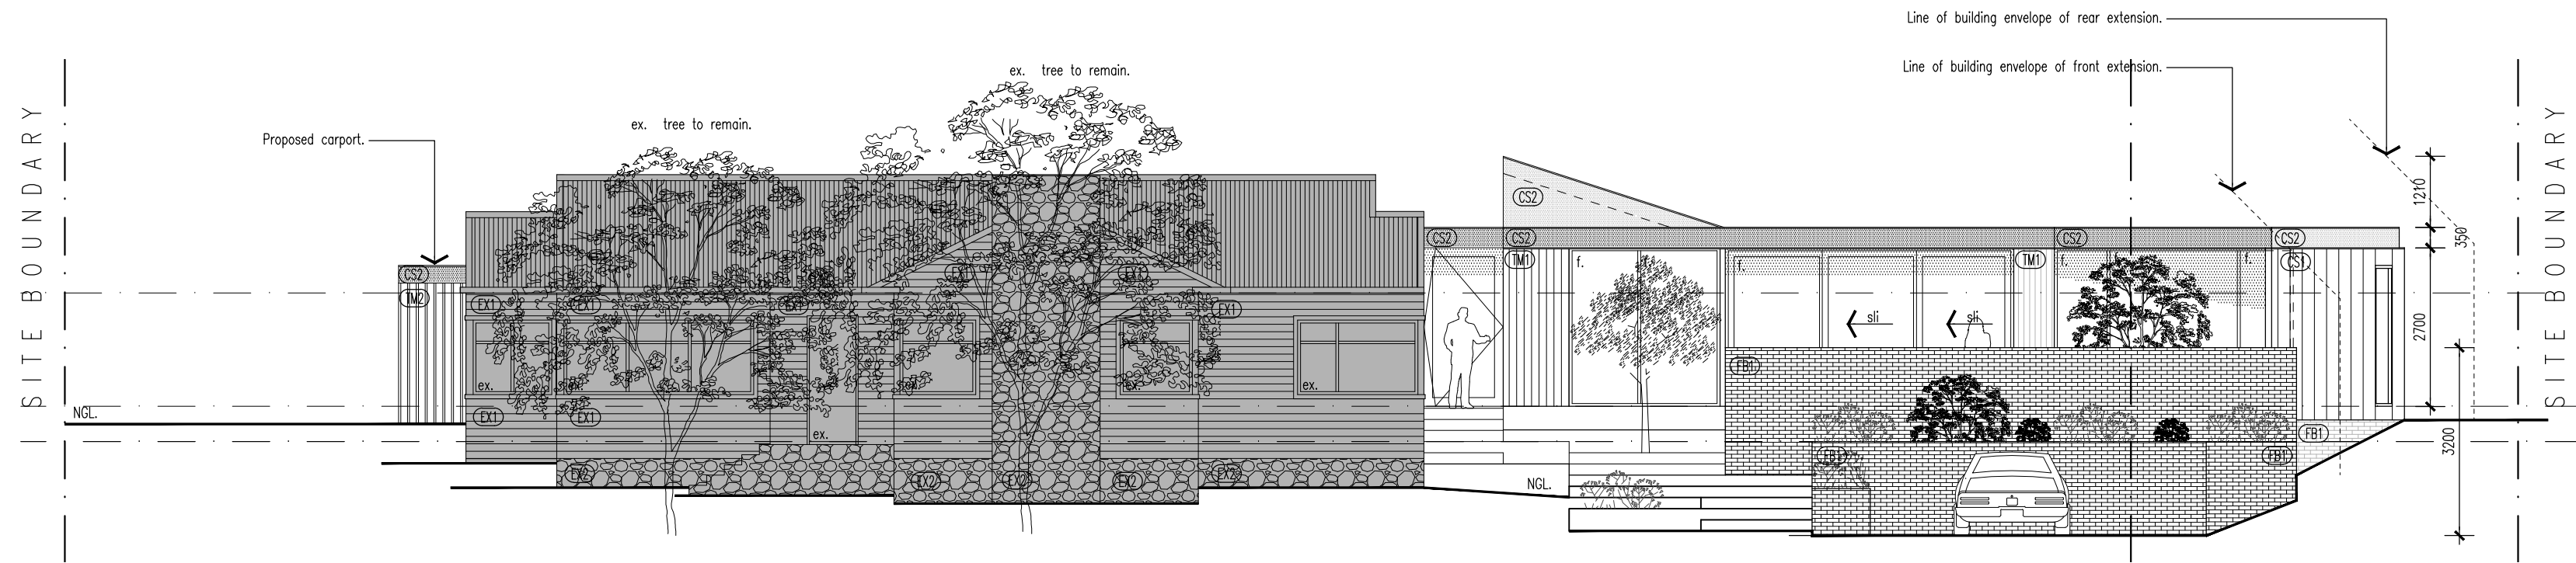 Line of building envelope of rear extension.
Line of building envelope of front extension.
ex. tree to remain.
ex. tree to remain.
Proposed carport.
SITE BOUNDARY
SITE BOUNDARY
1210
350
2700
3200
CS2
CS2
CS2
CS2
CS2
CS2
TM2
TM1
TM1
CS1
f.
f.
f.
f.
EX1
EX1
EX1
EX1
EX1
EX1
sli
sli
FB1
ex.
ex.
ex.
ex.
NGL.
EX1
EX1
ex.
FB1
FB1
FB1
EX2
EX2
EX2
EX2
EX2
NGL.